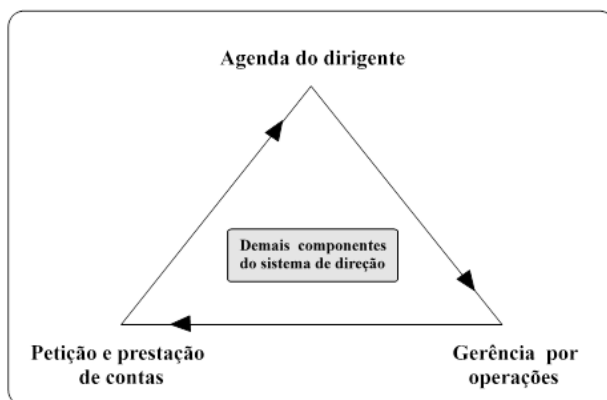 Agenda do dirigente
Demais componentes
do sistema de direção
Petição e prestação
de contas
Gerência por
operações